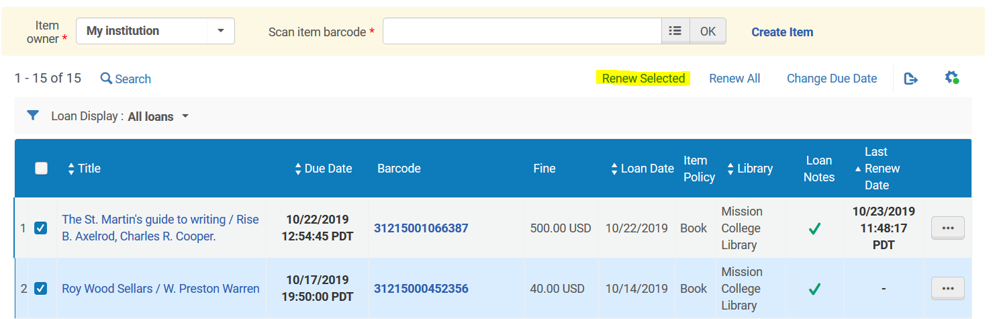 Item owner *
My institution
Scan item barcode *
OK
Create Item
1 - 15 of 15
Search
Renew Selected
Renew All
Change Due Date
Loan Display : All loans
Title
Due Date
Barcode
Fine
Loan Date
Item Policy
Library
Loan Notes
Last Renew Date
1
The St. Martin's guide to writing / Rise
B. Axelrod, Charles R. Cooper.
10/22/2019
12:54:45 PDT
31215001066387
500.00 USD
10/22/2019
Book
Mission
College
Library
10/23/2019
11:48:17
PDT
2
Roy Wood Sellars / W. Preston Warren
10/17/2019
19:50:00 PDT
31215000452356
40.00 USD
10/14/2019
Book
Mission
College
Library
-